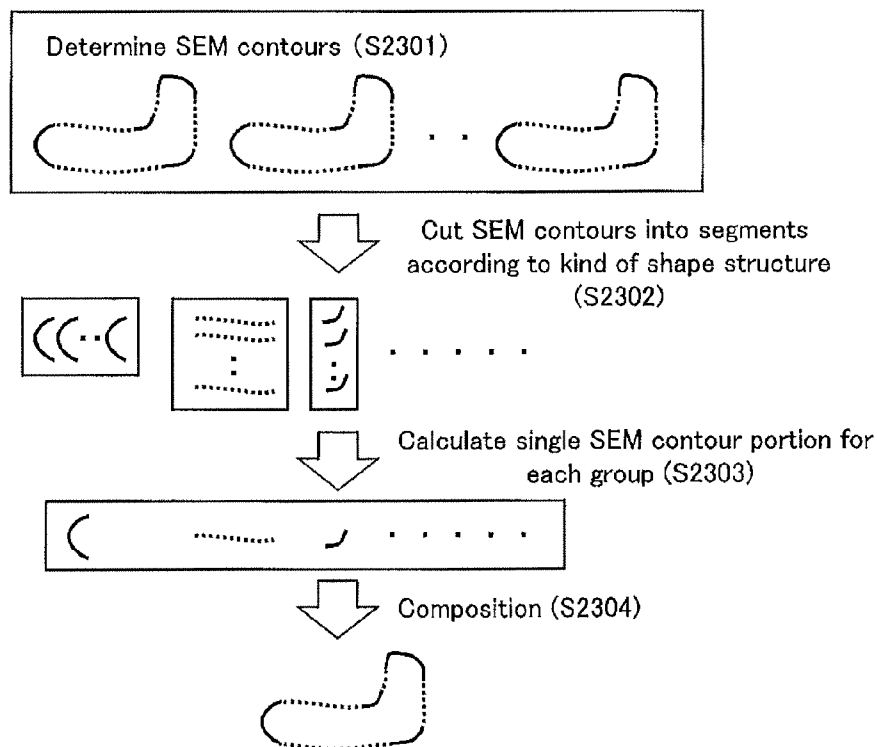 Determine SEM contours (S2301)
Cut SEM contours into segments
according to kind of shape structure
(S2302)
Calculate single SEM contour portion for
each group (S2303)
Composition (S2304)